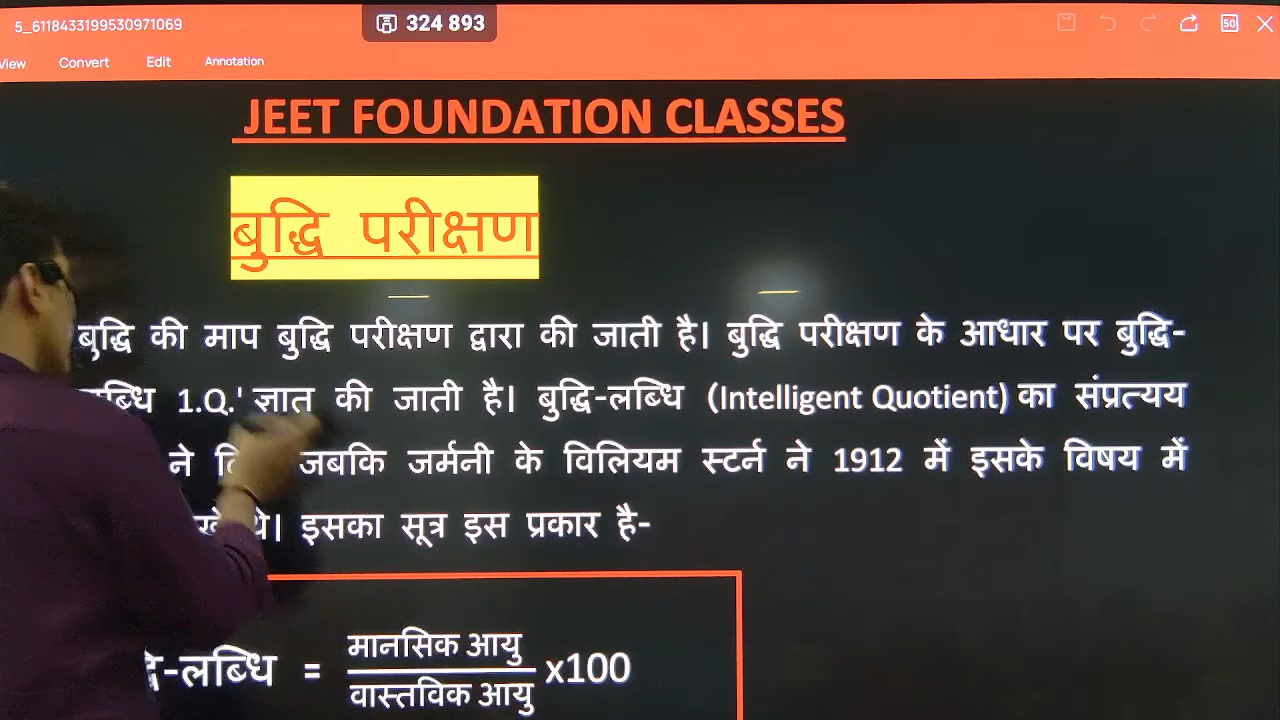 5_6118433199530971069
324 893
50
View Convert Edit Annotation
JEET FOUNDATION CLASSES
बुद्धि परीक्षण
बुद्धि की माप बुद्धि परीक्षण द्वारा की जाती है। बुद्धि परीक्षण के आधार पर बुद्धि-
1.Q.' ज्ञात की जाती है। बुद्धि-लब्धि (Intelligent Quotient) का संप्रत्यय
ने जबकि जर्मनी के विलियम स्टर्न ने 1912 में इसके विषय में
थे। इसका सूत्र इस प्रकार है-
-लब्धि = मानसिक आयु x100
वास्तविक आयु